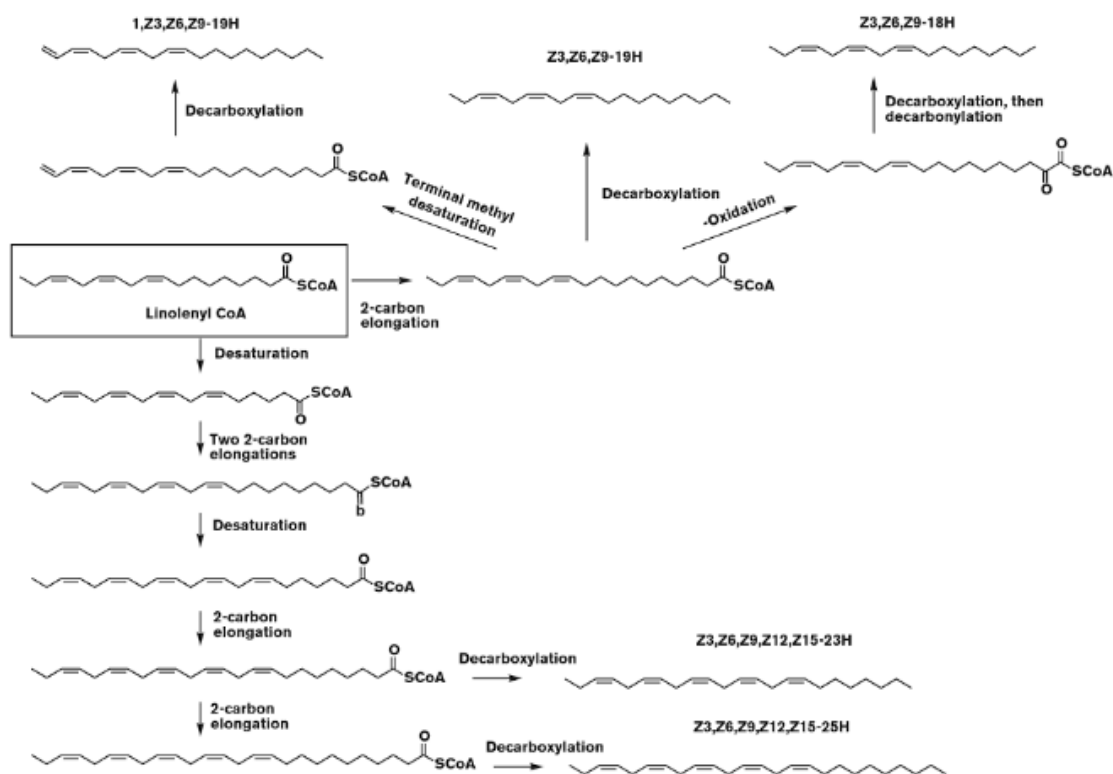 1,Z3,Z6,Z9-19H
Z3,Z6,Z9-19H
Z3,Z6,Z9-18H
Decarboxylation
Decarboxylation, then
decarbonylation
O
SCoA
Terminal methyl
desaturation
Decarboxylation
-Oxidation
O
SCoA
O
O
SCoA
Linolenyl CoA
2-carbon
elongation
O
SCoA
Desaturation
SCoA
O
Two 2-carbon
elongations
SCoA
b
Desaturation
O
SCoA
2-carbon
elongation
O
SCoA
Decarboxylation
Z3,Z6,Z9,Z12,Z15-23H
2-carbon
elongation
O
SCoA
Decarboxylation
Z3,Z6,Z9,Z12,Z15-25H